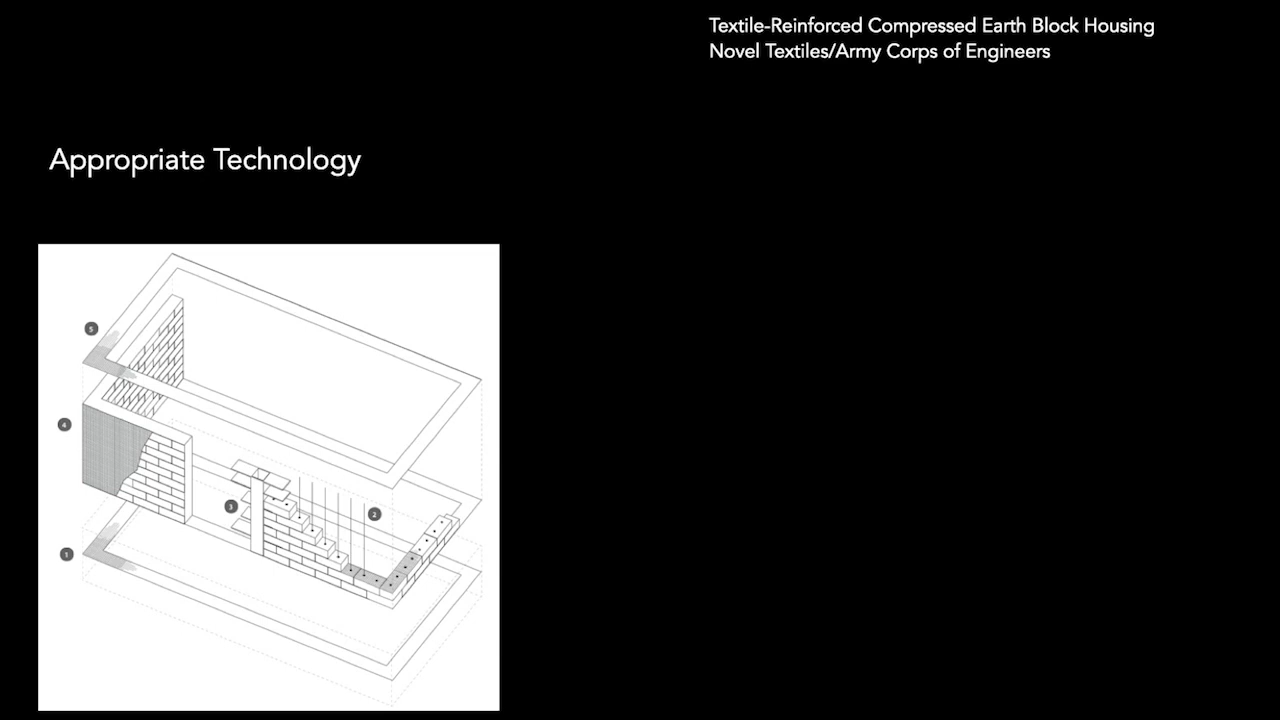 Textile-Reinforced Compressed Earth Block Housing
Novel Textiles/Army Corps of Engineers
Appropriate Technology
5
4
3
2
1